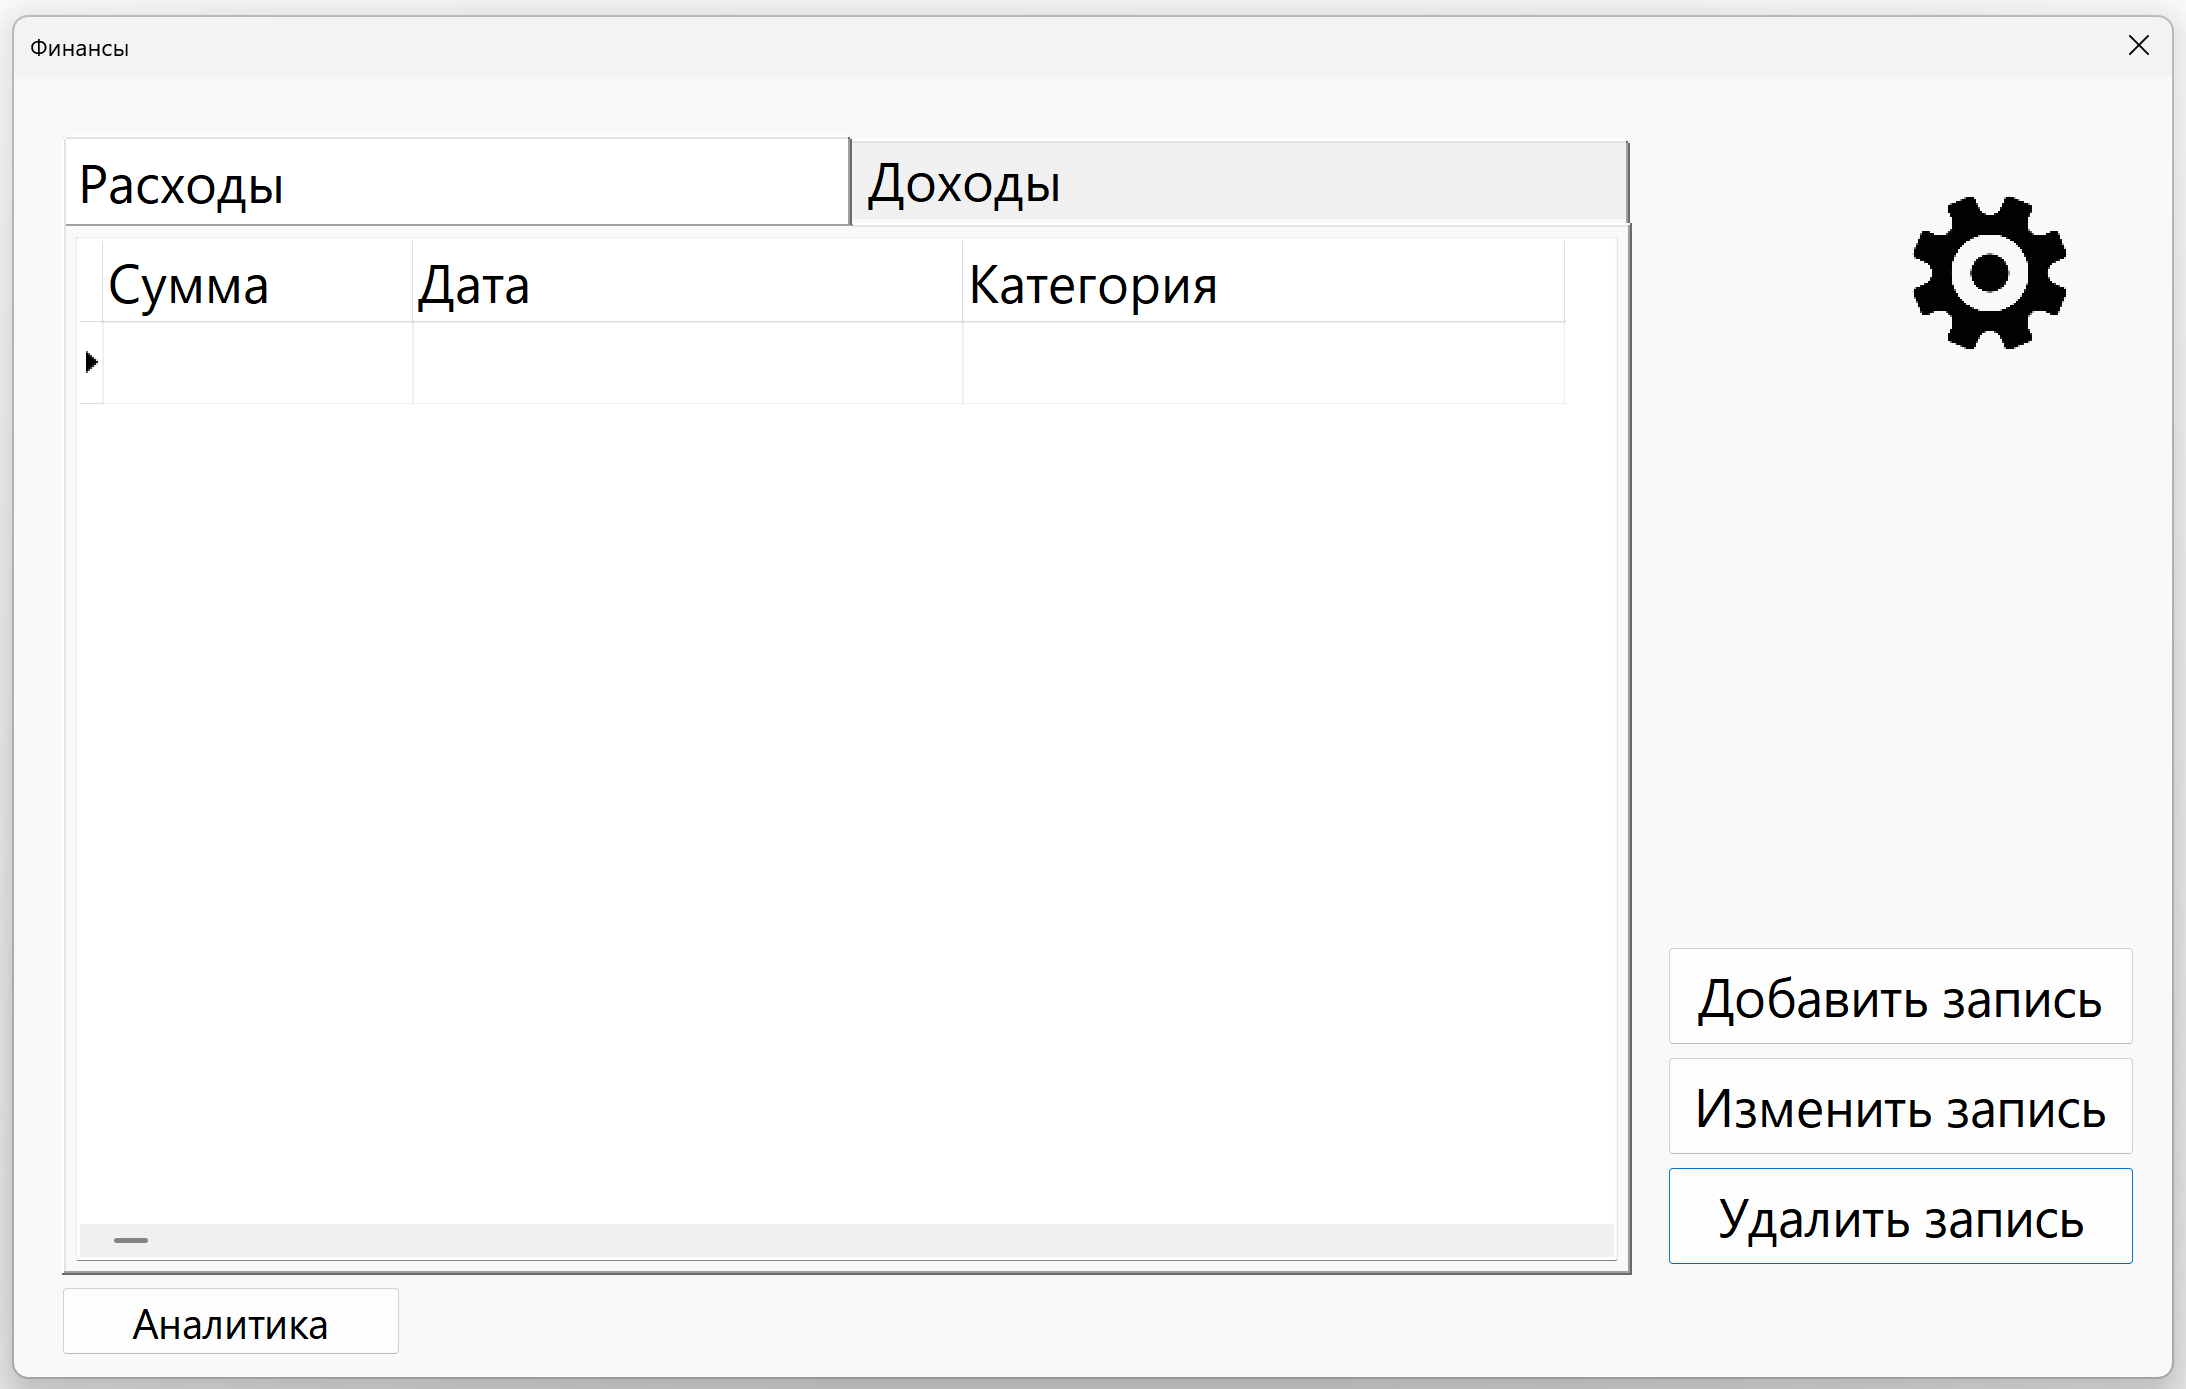 Финансы
Расходы
Доходы
Сумма
Дата
Категория
Добавить запись
Изменить запись
Удалить запись
Аналитика